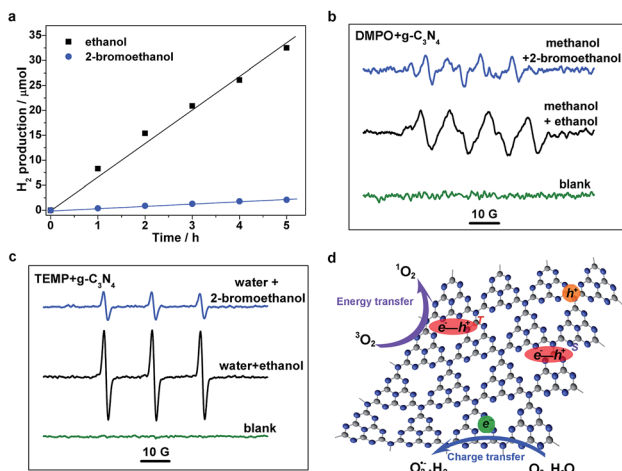 a
H2 production / μmol
35
30
25
20
15
10
5
0
ethanol
2-bromoethanol
0 1 2 3 4 5
Time / h
b
DMPO+g-C3N4
methanol
+2-bromoethanol
methanol
+ ethanol
blank
10 G
c
TEMP+g-C3N4
water +
2-bromoethanol
water+ethanol
blank
10 G
d
1O2
Energy transfer
3O2
h+
e-—h+ T
e-—h+ S
e-
Charge transfer